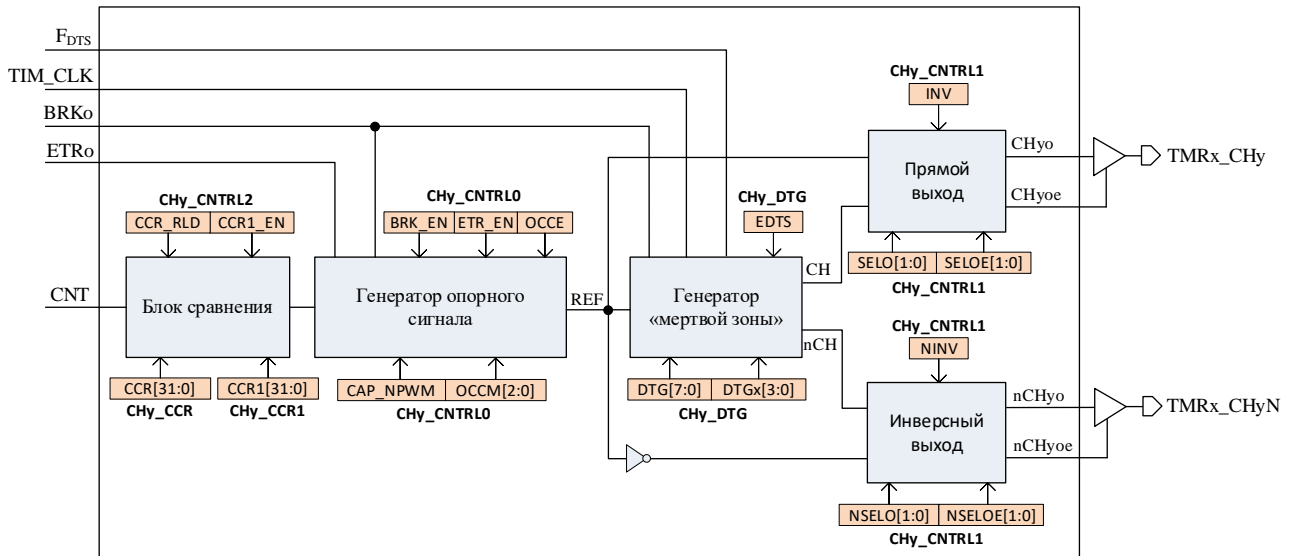 FDTS
TIM_CLK
BRKo
ETRo
CNT
CHy_CNTRL2
CCR_RLD CCR1_EN
Блок сравнения
CCR[31:0] CCR1[31:0]
CHy_CCR CHy_CCR1
CHy_CNTRL0
BRK_EN ETR_EN OCCE
Генератор опорного
сигнала
CAP_NPWM OCCM[2:0]
CHy_CNTRL0
REF
CHy_DTG
EDTS
Генератор
«мертвой зоны»
DTG[7:0] DTGx[3:0]
CHy_DTG
CH
nCH
CHy_CNTRL1
INV
Прямой
выход
SELO[1:0] SELOE[1:0]
CHy_CNTRL1
CHyo
CHyoe
TMRx_CHy
CHy_CNTRL1
NINV
Инверсный
выход
NSELO[1:0] NSELOE[1:0]
CHy_CNTRL1
nCHyo
nCHyoe
TMRx_CHyN